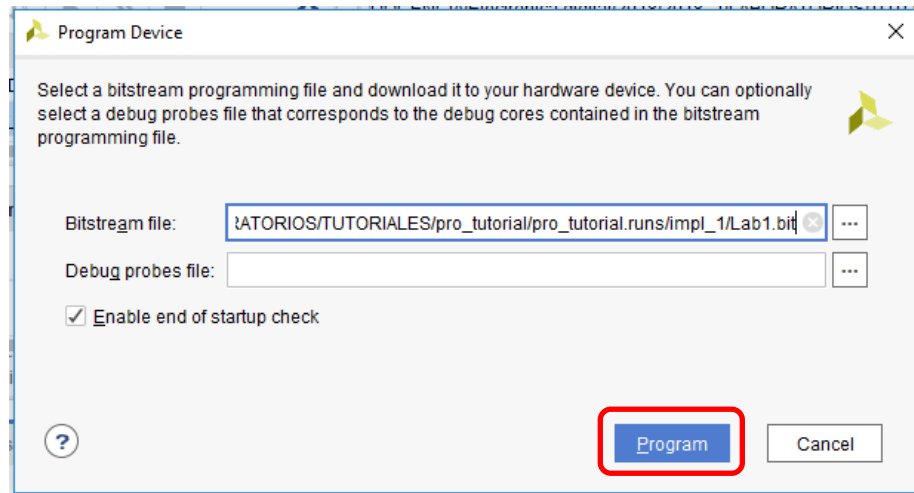 Program Device
Select a bitstream programming file and download it to your hardware device. You can optionally
select a debug probes file that corresponds to the debug cores contained in the bitstream
programming file.
Bitstream file: RATORIOS/TUTORIALES/pro_tutorial/pro_tutorial.runs/impl_1/Lab1.bit ...
Debug probes file: ...
Enable end of startup check
? Program Cancel